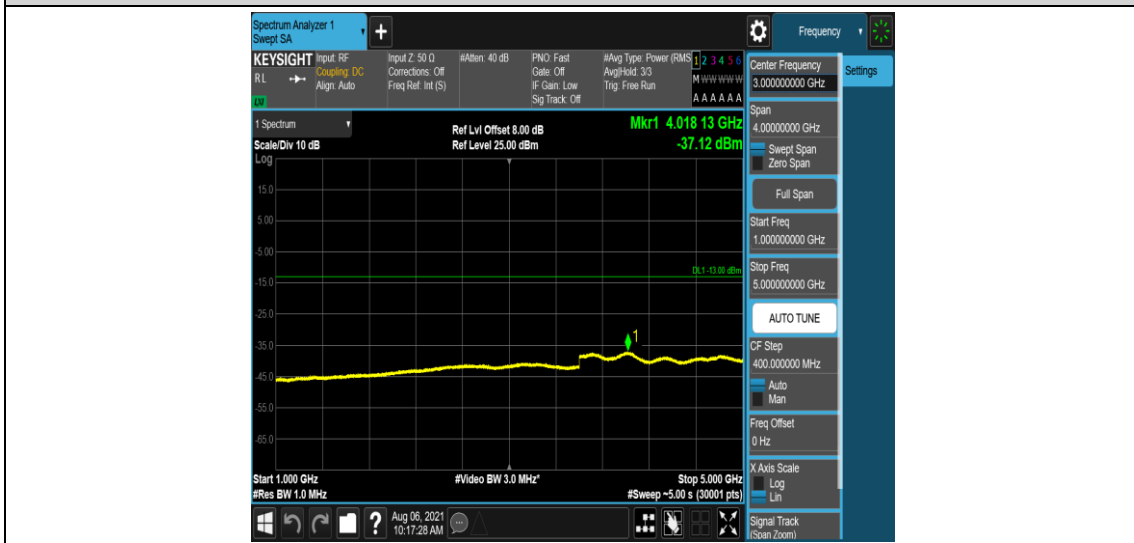 Spectrum Analyzer 1
Swept SA
+
Frequency
KEYSIGHT
RL
LXI
Input: RF
Coupling: DC
Align: Auto
Input Z: 50 Ω
Corrections: Off
Freq Ref: Int (S)
#Atten: 40 dB
PNO: Fast
Gate: Off
IF Gain: Low
Sig Track: Off
#Avg Type: Power (RMS
Avg|Hold: 3/3
Trig: Free Run
1 2 3 4 5 6
M W W W W W
A A A A A A
1 Spectrum
Scale/Div 10 dB
Log
Ref Lvl Offset 8.00 dB
Ref Level 25.00 dBm
Mkr1 4.018 13 GHz
-37.12 dBm
15.0
5.00
-5.00
-15.0
-25.0
-35.0
-45.0
-55.0
-65.0
DL1 -13.00 dBm
1
Start 1.000 GHz
#Res BW 1.0 MHz
#Video BW 3.0 MHz*
Stop 5.000 GHz
#Sweep ~5.00 s (30001 pts)
Center Frequency
3.000000000 GHz
Settings
Span
4.00000000 GHz
Swept Span
Zero Span
Full Span
Start Freq
1.000000000 GHz
Stop Freq
5.000000000 GHz
AUTO TUNE
CF Step
400.000000 MHz
Auto
Man
Freq Offset
0 Hz
X Axis Scale
Log
Lin
Signal Track
(Span Zoom)
?
Aug 06, 2021
10:17:28 AM